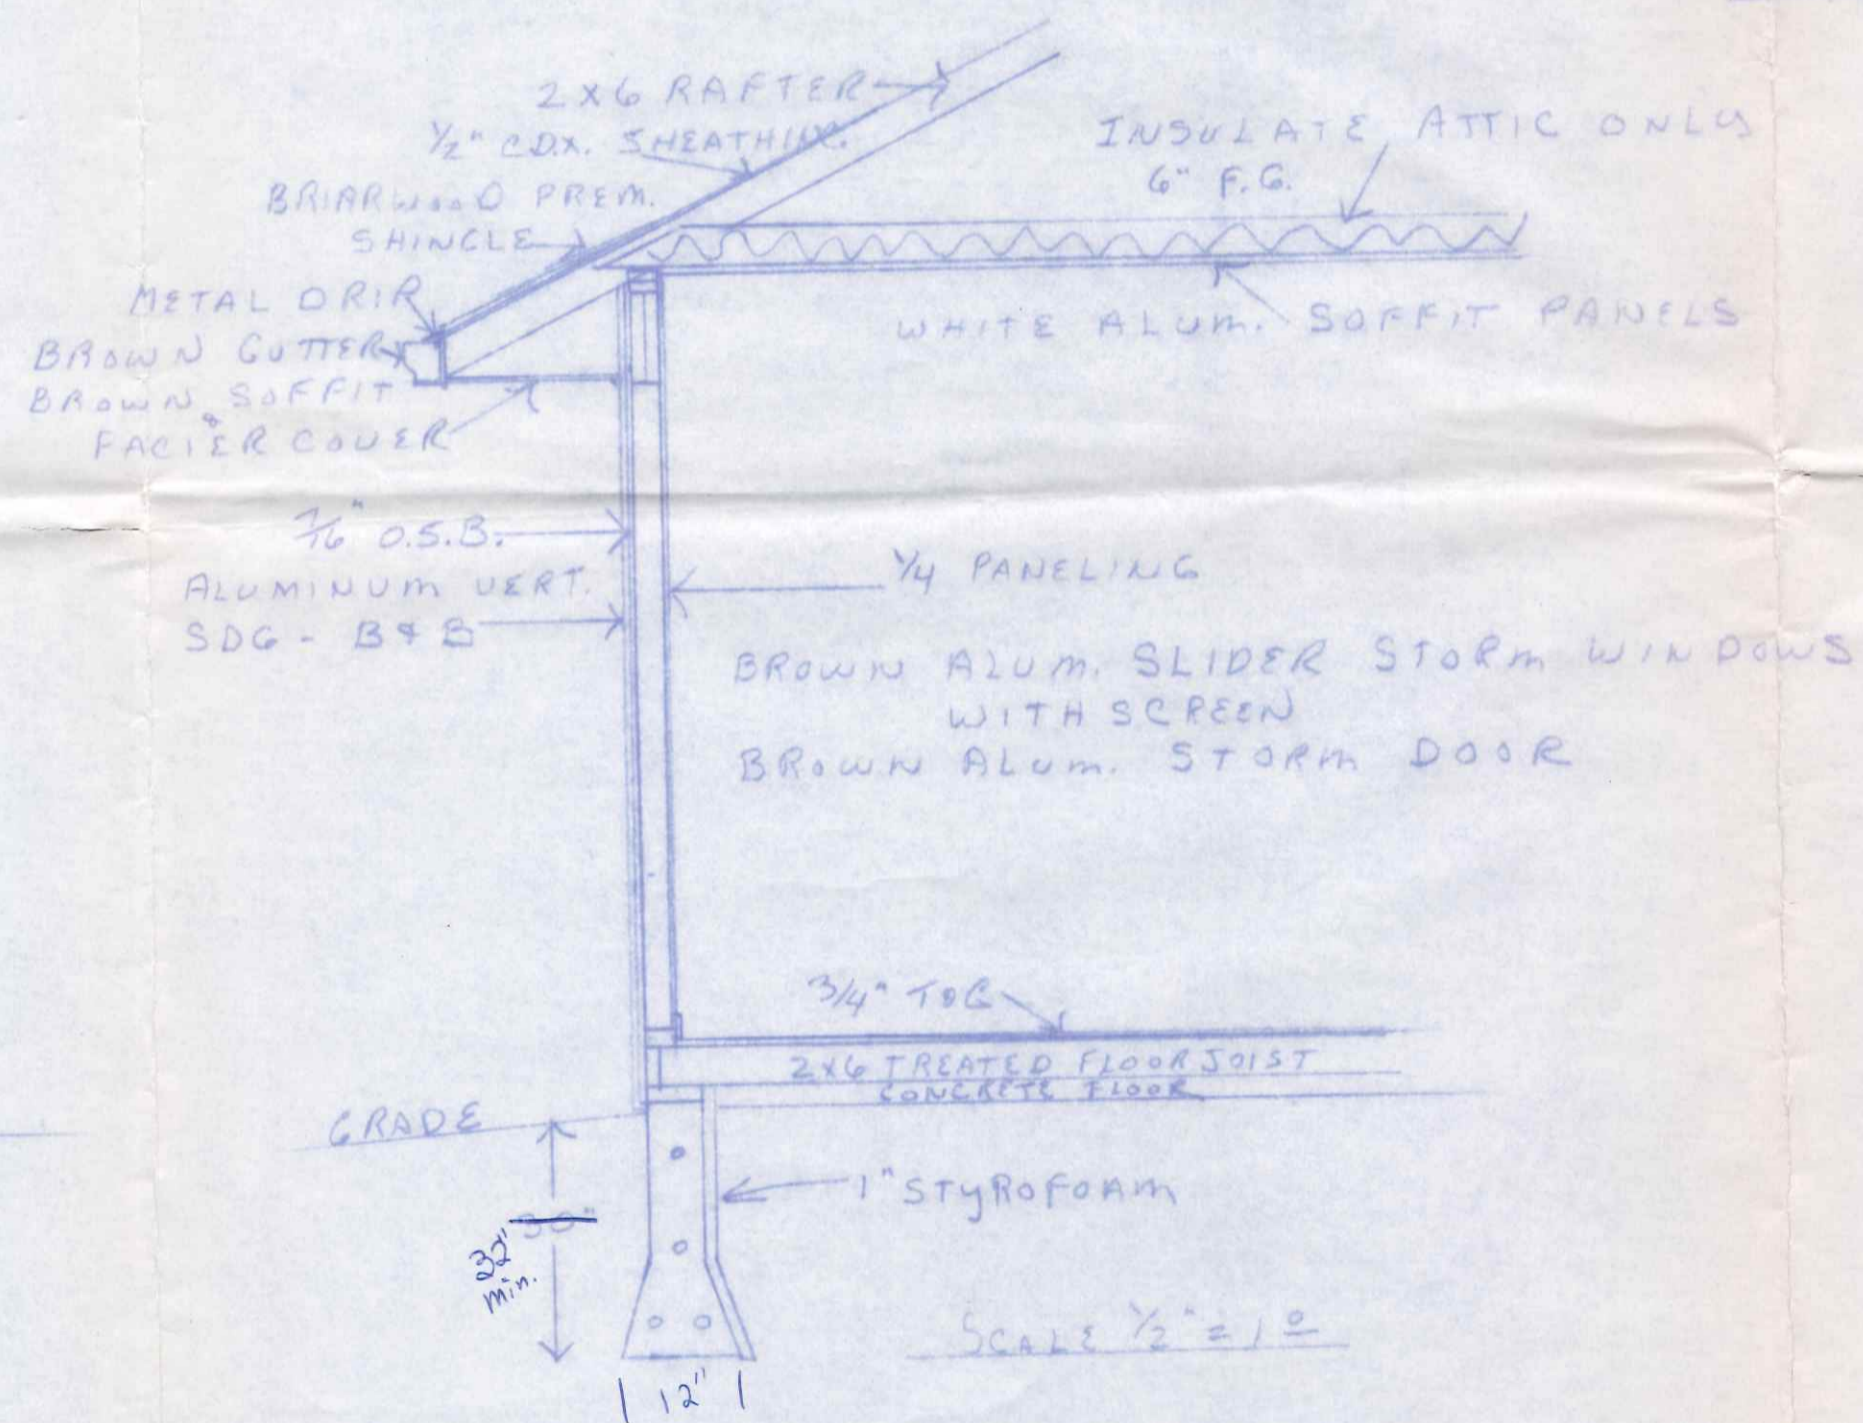 2X6 RAFTER
1/2" C.D.X. SHEATHING.
BRIARWOOD PREM.
SHINGLE
INSULATE ATTIC ONLY
6" F.G.
METAL DRIP
BROWN GUTTER
BROWN SOFFIT
&
FACIER COVER
WHITE ALUM. SOFFIT PANELS
7/16" O.S.B.
ALUMINUM VERT.
SDG - B & B
1/4 PANELING
BROWN ALUM. SLIDER STORM WINDOWS
WITH SCREEN
BROWN ALUM. STORM DOOR
3/4" T&G
2X6 TREATED FLOOR JOIST
CONCRETE FLOOR
GRADE
1" STYROFOAM
30"
32"
min.
SCALE 1/2" = 1 0
12"